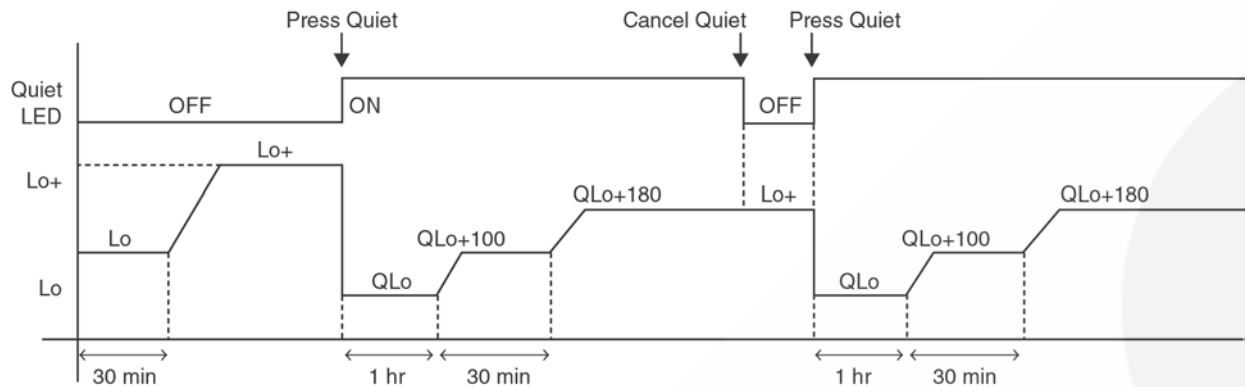 Press Quiet
Cancel Quiet
Press Quiet
Quiet
LED
OFF
ON
OFF
Lo+
Lo+
Lo
QLo
QLo+100
QLo+180
Lo+
QLo
QLo+100
QLo+180
Lo
30 min
1 hr
30 min
1 hr
30 min